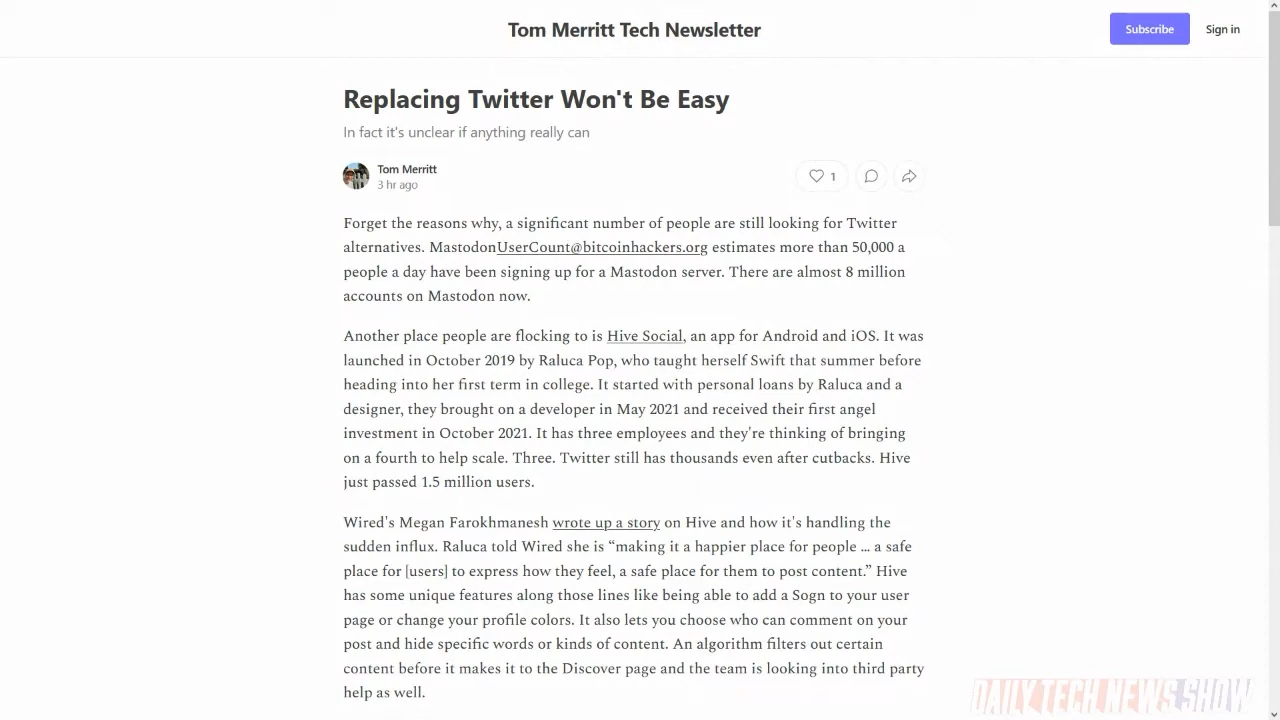 Tom Merritt Tech Newsletter
Subscribe
Sign in
Replacing Twitter Won't Be Easy
In fact it's unclear if anything really can
Tom Merritt
3 hr ago
1
Forget the reasons why, a significant number of people are still looking for Twitter
alternatives. MastodonUserCount@bitcoinhackers.org estimates more than 50,000 a
people a day have been signing up for a Mastodon server. There are almost 8 million
accounts on Mastodon now.
Another place people are flocking to is Hive Social, an app for Android and iOS. It was
launched in October 2019 by Raluca Pop, who taught herself Swift that summer before
heading into her first term in college. It started with personal loans by Raluca and a
designer, they brought on a developer in May 2021 and received their first angel
investment in October 2021. It has three employees and they're thinking of bringing
on a fourth to help scale. Three. Twitter still has thousands even after cutbacks. Hive
just passed 1.5 million users.
Wired's Megan Farokhmanesh wrote up a story on Hive and how it's handling the
sudden influx. Raluca told Wired she is “making it a happier place for people … a safe
place for [users] to express how they feel, a safe place for them to post content.” Hive
has some unique features along those lines like being able to add a Sogn to your user
page or change your profile colors. It also lets you choose who can comment on your
post and hide specific words or kinds of content. An algorithm filters out certain
content before it makes it to the Discover page and the team is looking into third party
help as well.
DAILY TECH NEWS SHOW